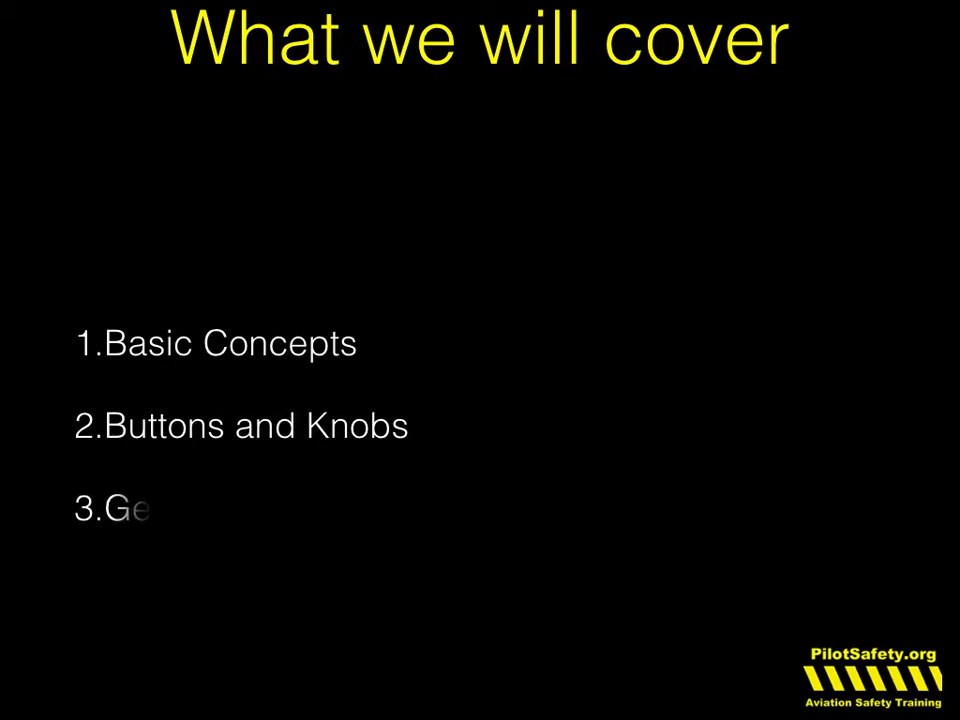 What we will cover
1.Basic Concepts
2.Buttons and Knobs
3.Ge
PilotSafety.org
Aviation Safety Training